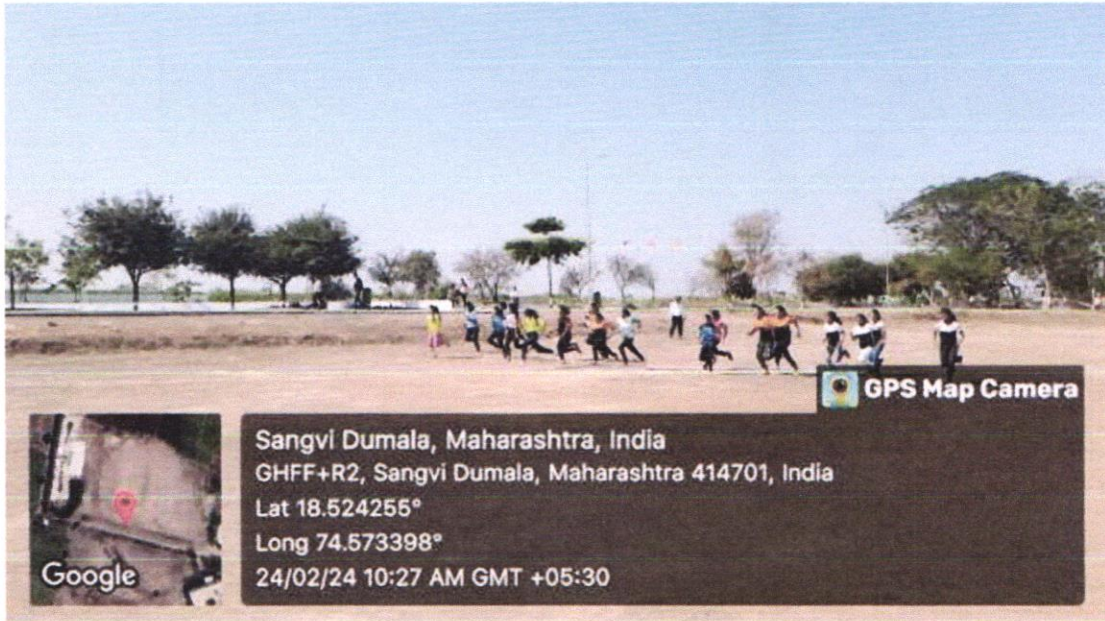 GPS Map Camera
Sangvi Dumala, Maharashtra, India
GHFF+R2, Sangvi Dumala, Maharashtra 414701, India
Lat 18.524255°
Long 74.573398°
24/02/24 10:27 AM GMT +05:30
Google